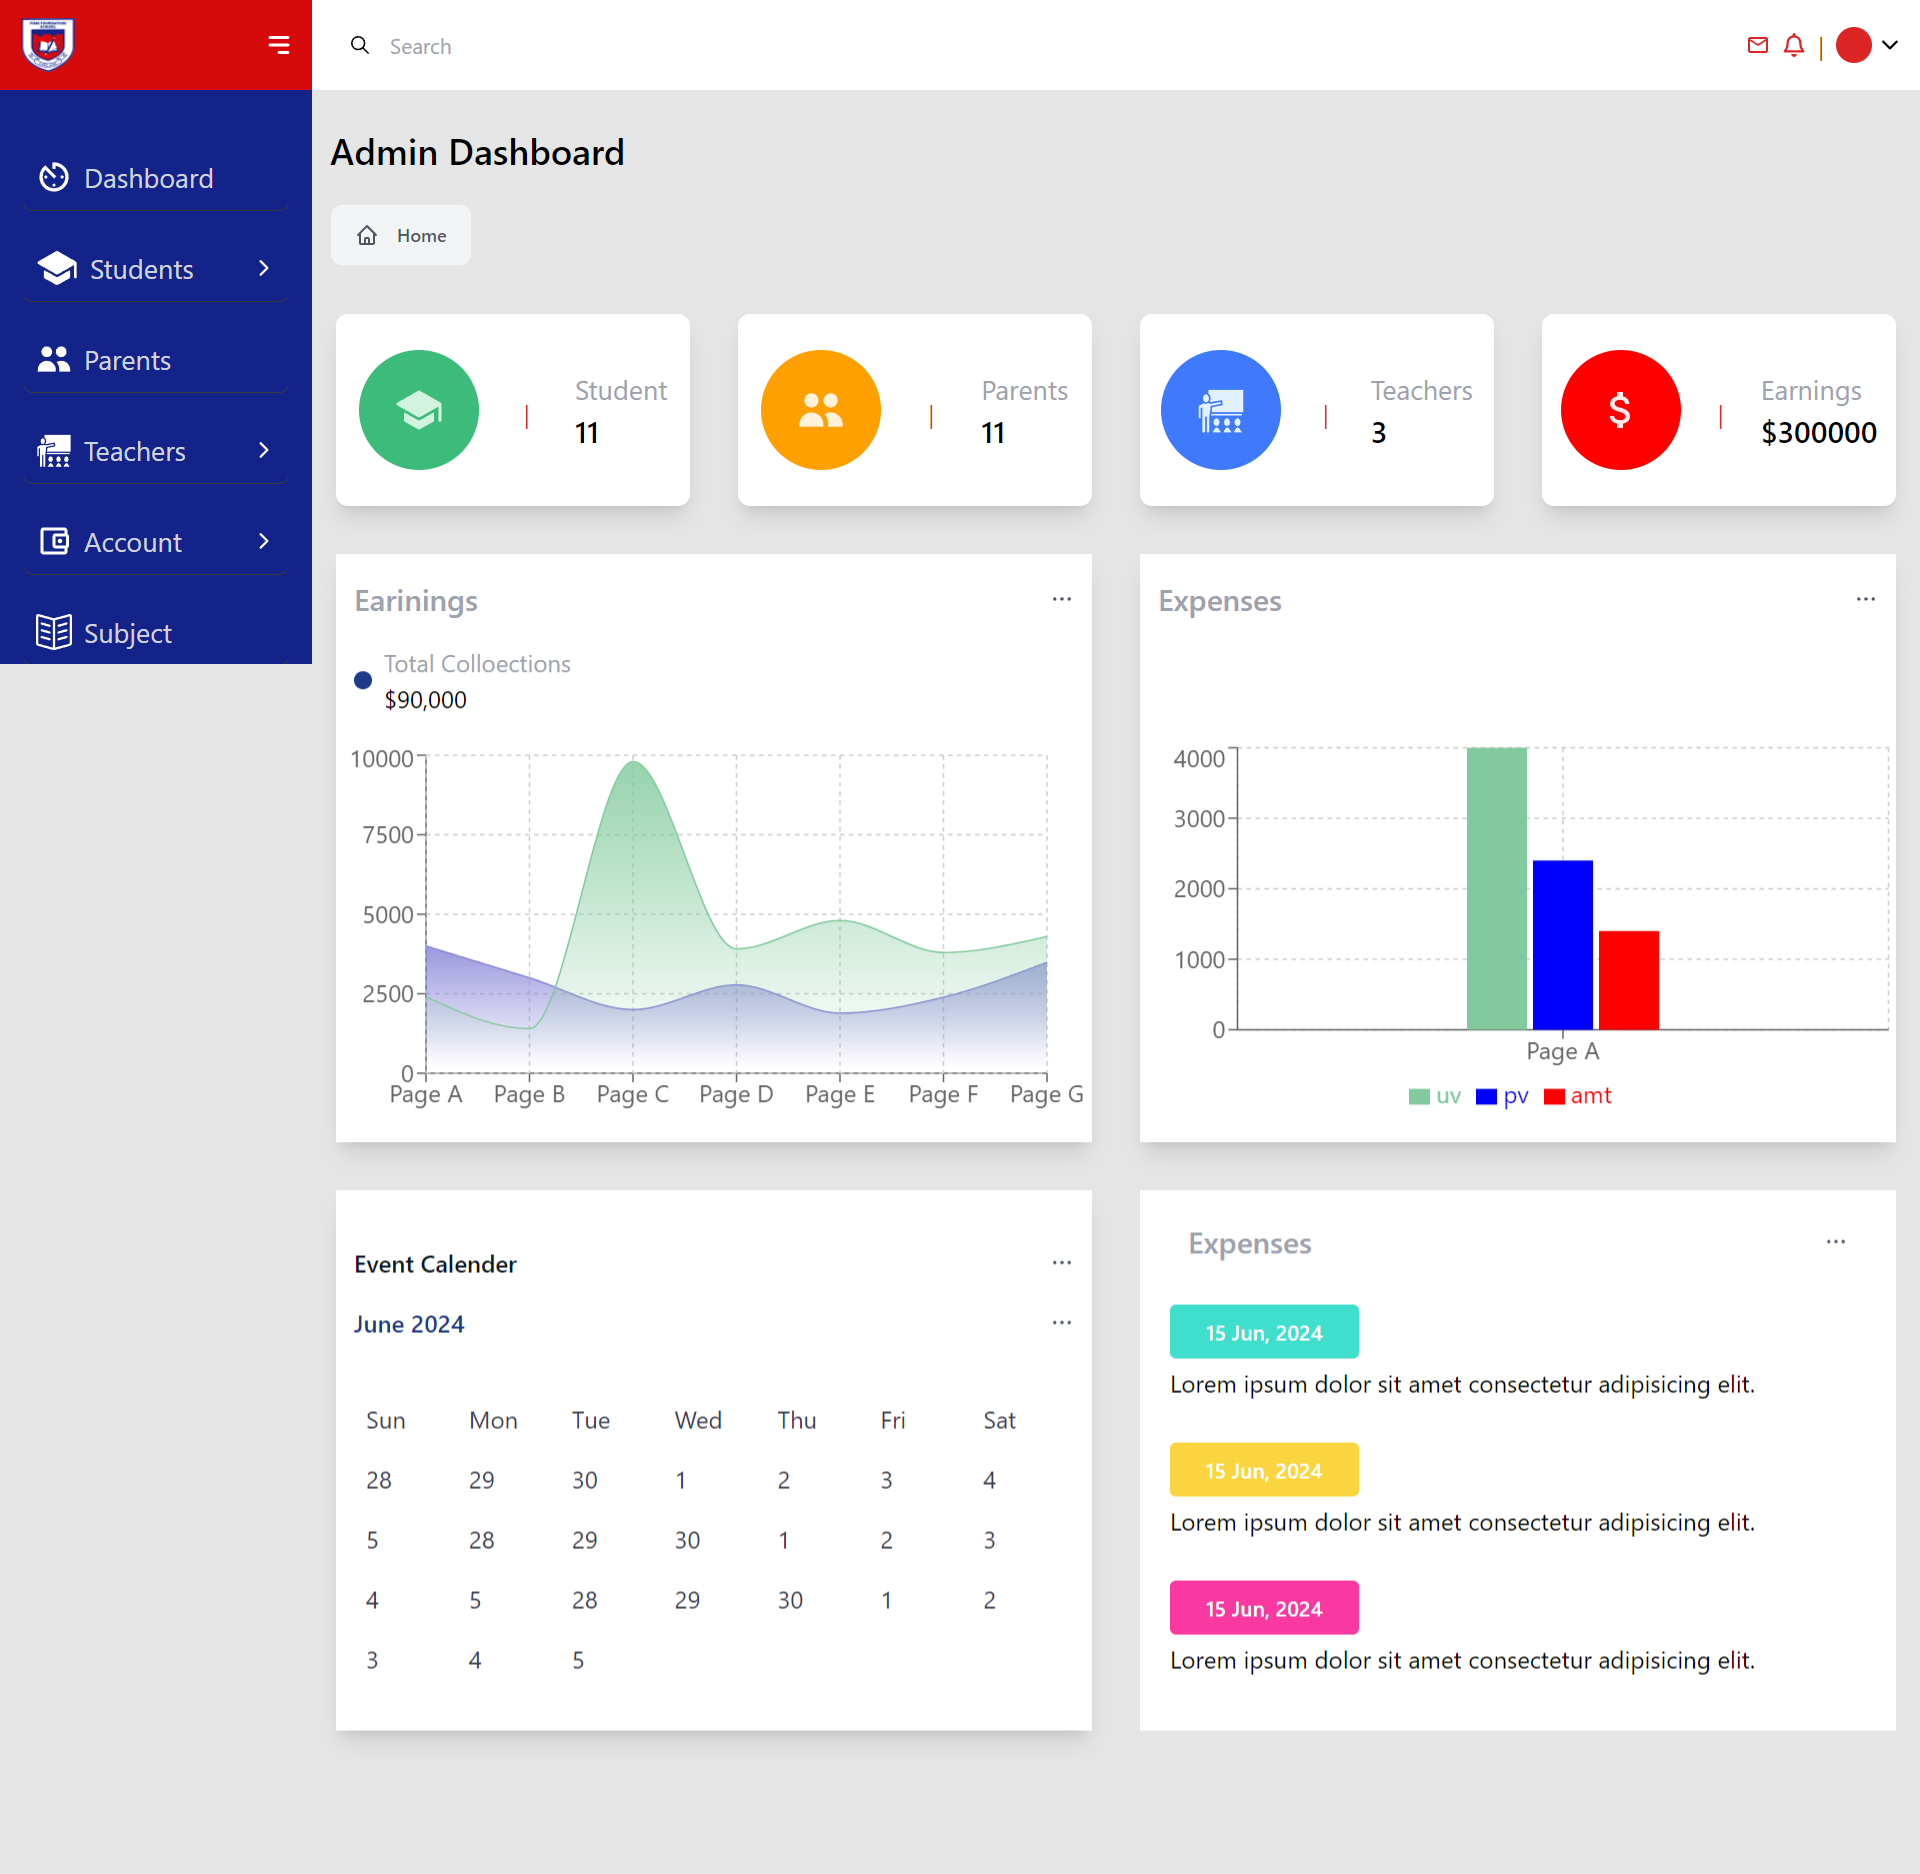 Search
Admin Dashboard
Home
Dashboard
Students
Parents
Teachers
Account
Subject
Student
11
Parents
11
Teachers
3
Earnings
$300000
Earinings
Total Colloections
$90,000
10000
7500
5000
2500
0
Page A Page B Page C Page D Page E Page F Page G
Expenses
4000
3000
2000
1000
0
Page A
uv pv amt
Event Calender
June 2024
Sun Mon Tue Wed Thu Fri Sat
28 29 30 1 2 3 4
5 28 29 30 1 2 3
4 5 28 29 30 1 2
3 4 5
Expenses
15 Jun, 2024
Lorem ipsum dolor sit amet consectetur adipisicing elit.
15 Jun, 2024
Lorem ipsum dolor sit amet consectetur adipisicing elit.
15 Jun, 2024
Lorem ipsum dolor sit amet consectetur adipisicing elit.